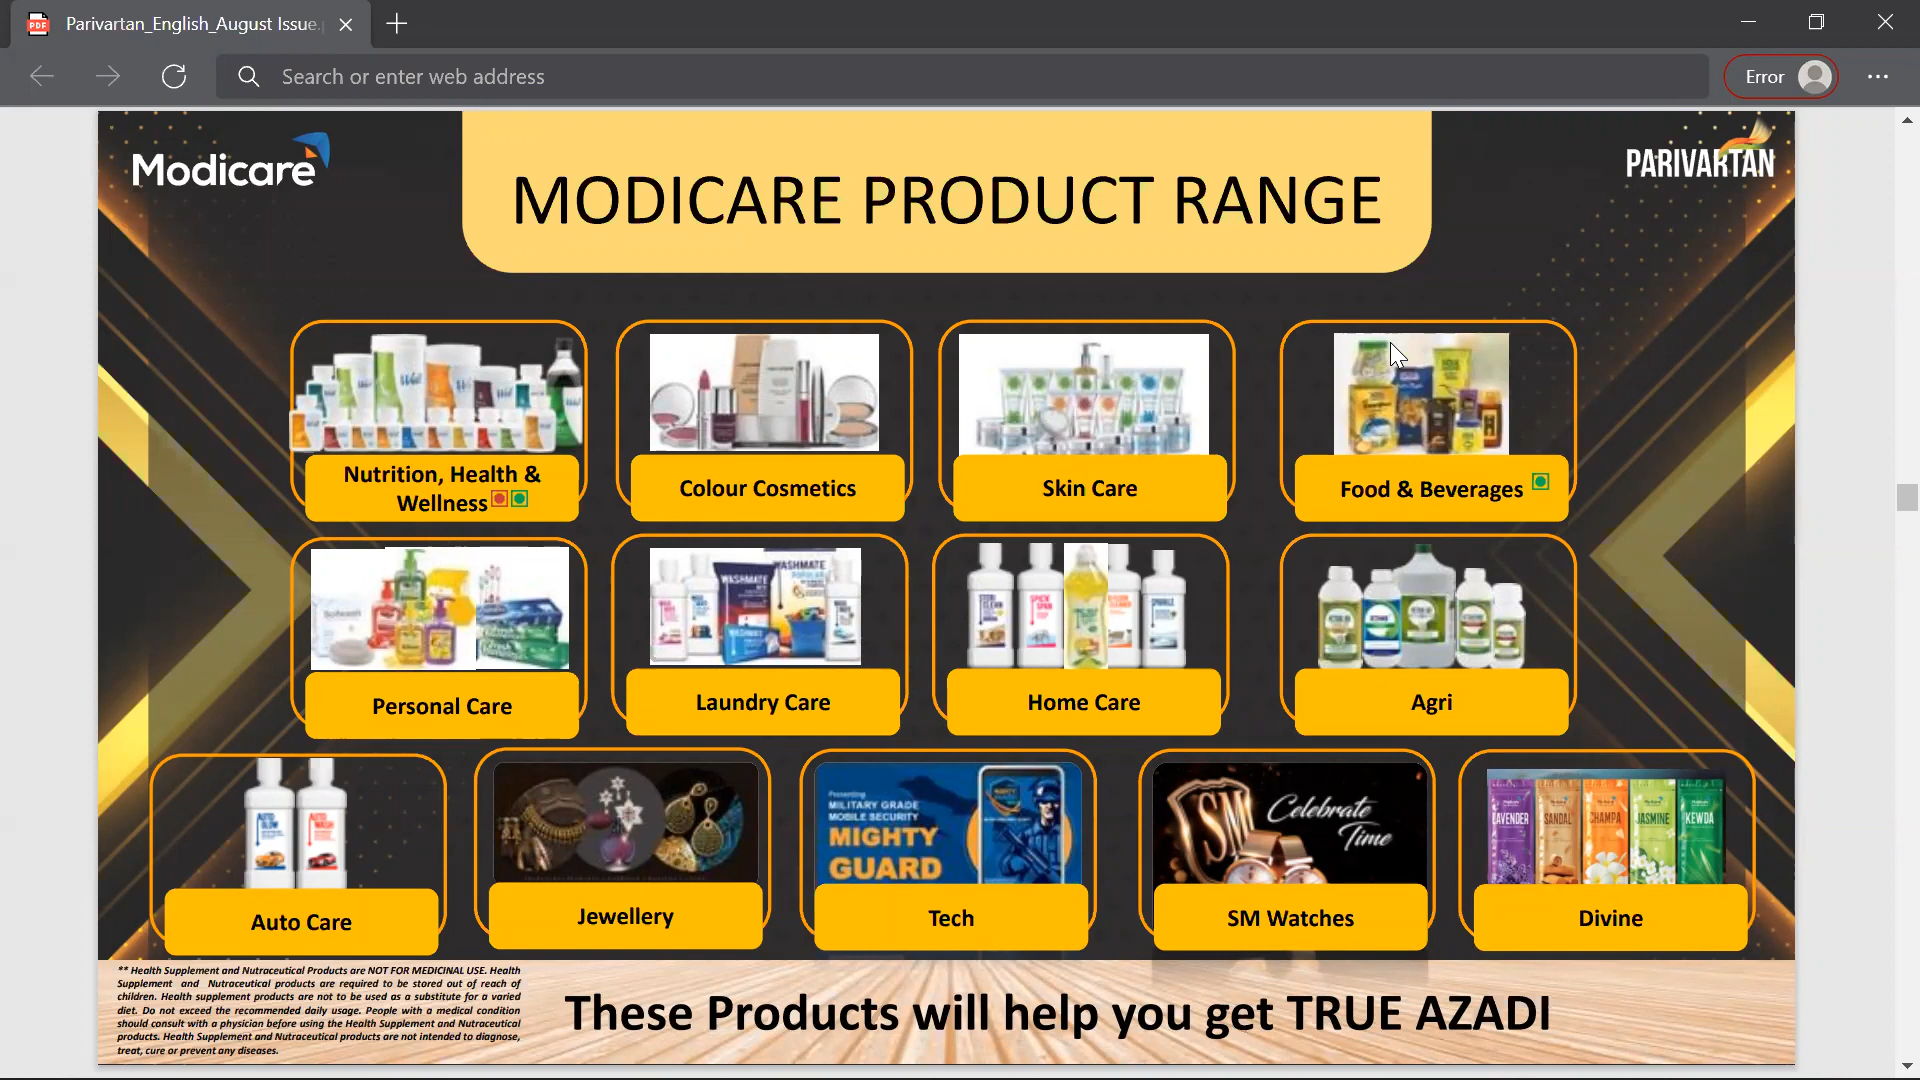 Parivartan_English_August Issue.
Search or enter web address
Error
Modicare
MODICARE PRODUCT RANGE
PARIVARTAN
Nutrition, Health &
Wellness
Colour Cosmetics
Skin Care
Food & Beverages
WASHMATE
WASHMATE
Personal Care
Laundry Care
Home Care
Agri
AUTO
GLOW
AUTO
WASH
Presenting
MILITARY GRADE
MOBILE SECURITY
MIGHTY
GUARD
SM
Celebrate
Time
LAVENDER
SANDAL
CHAMPA
JASMINE
KEWDA
Auto Care
Jewellery
Tech
SM Watches
Divine
** Health Supplement and Nutraceutical Products are NOT FOR MEDICINAL USE. Health
Supplement and Nutraceutical products are required to be stored out of reach of
children. Health supplement products are not to be used as a substitute for a varied
diet. Do not exceed the recommended daily usage. People with a medical condition
should consult with a physician before using the Health Supplement and Nutraceutical
products. Health Supplement and Nutraceutical products are not intended to diagnose,
treat, cure or prevent any diseases.
These Products will help you get TRUE AZADI